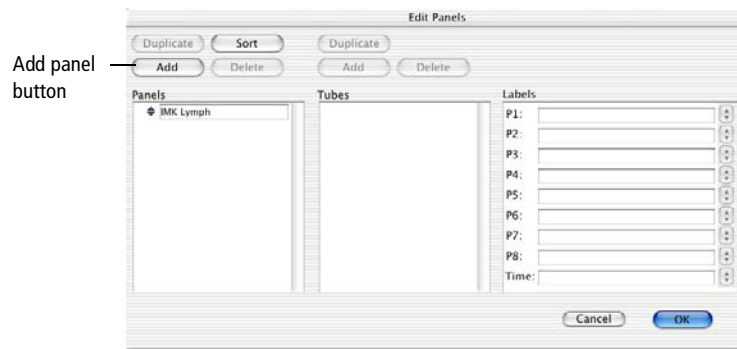 Edit Panels
Duplicate Sort Duplicate
Add panel button
Add Delete Add Delete
Panels Tubes Labels
IMK Lymph
P1:
P2:
P3:
P4:
P5:
P6:
P7:
P8:
Time:
Cancel OK